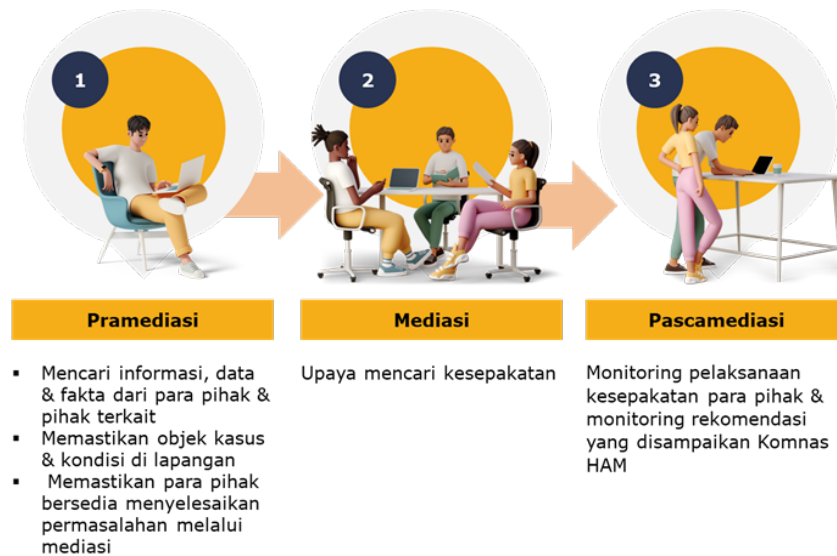 1
2
3
Pramediasi
Mediasi
Pascamediasi
▪ Mencari informasi, data
& fakta dari para pihak &
pihak terkait
▪ Memastikan objek kasus
& kondisi di lapangan
▪ Memastikan para pihak
bersedia menyelesaikan
permasalahan melalui
mediasi
Upaya mencari kesepakatan
Monitoring pelaksanaan
kesepakatan para pihak &
monitoring rekomendasi
yang disampaikan Komnas
HAM